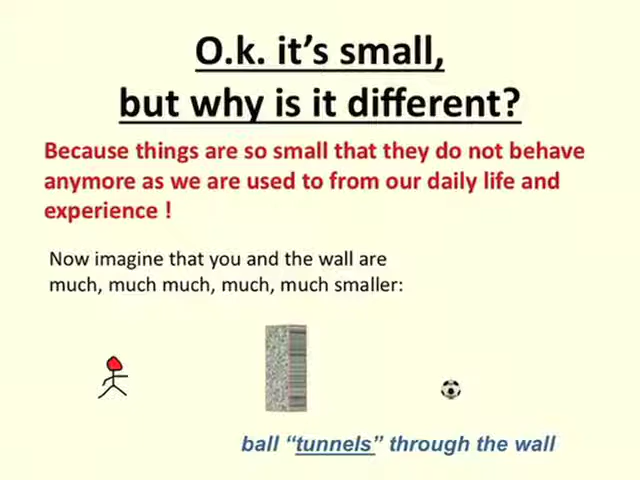 O.k. it's small,
but why is it different?
Because things are so small that they do not behave
anymore as we are used to from our daily life and
experience !
Now imagine that you and the wall are
much, much much, much, much smaller:
ball “tunnels” through the wall